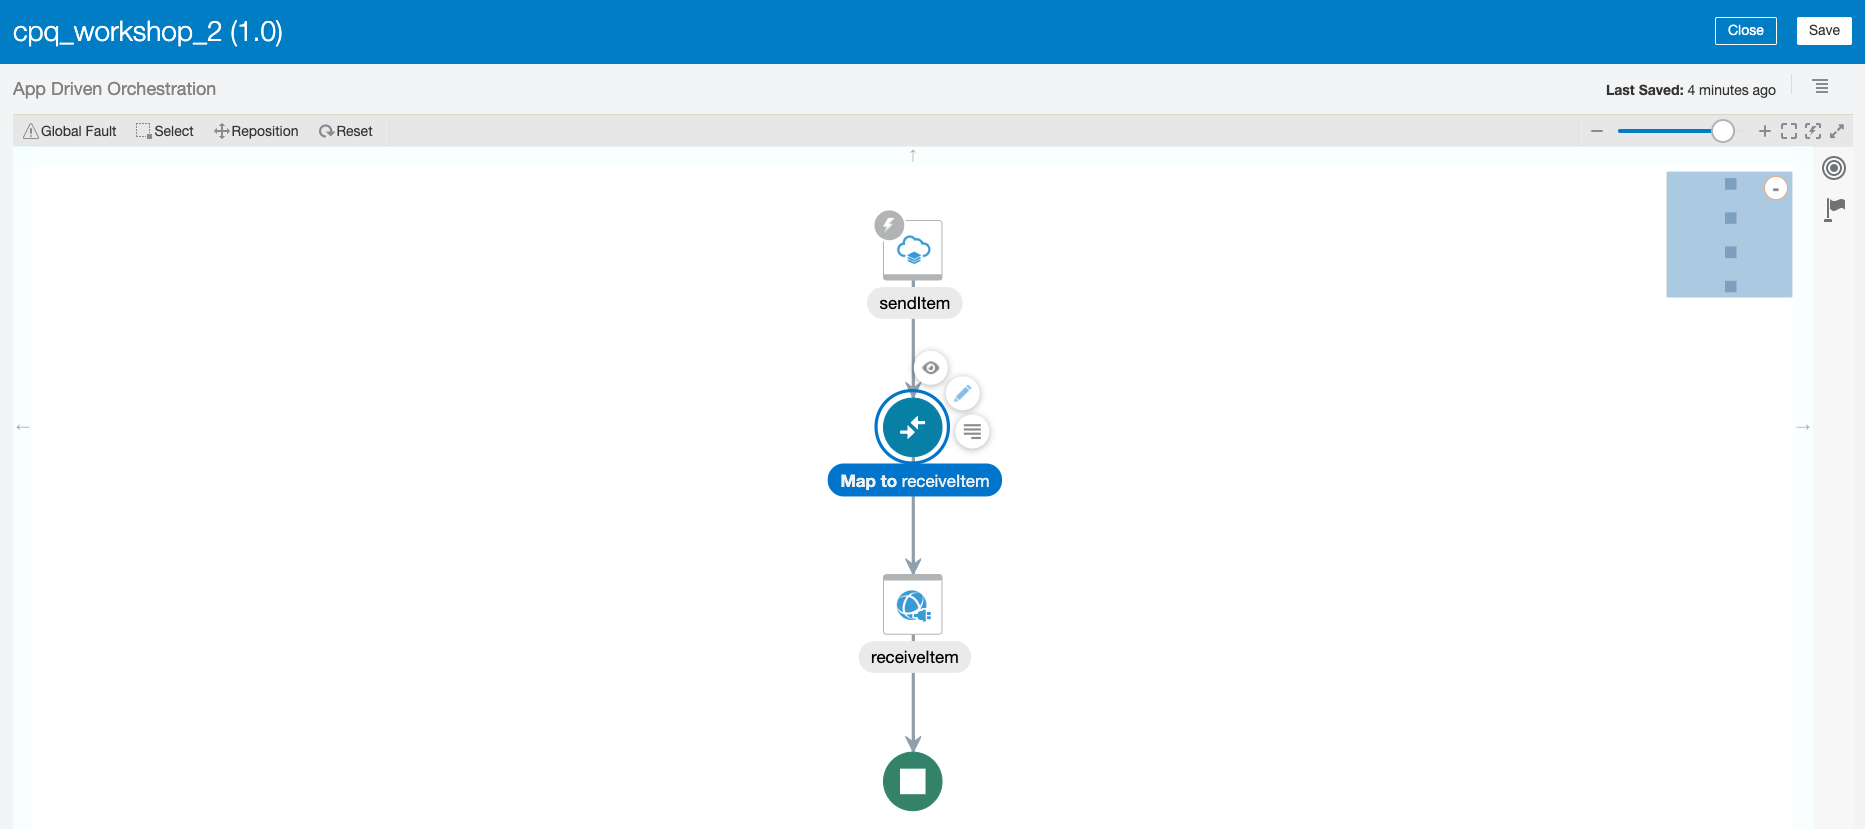 cpq_workshop_2 (1.0)
Close
Save
App Driven Orchestration
Last Saved: 4 minutes ago
Global Fault
Select
Reposition
Reset
sendItem
Map to receiveItem
receiveItem